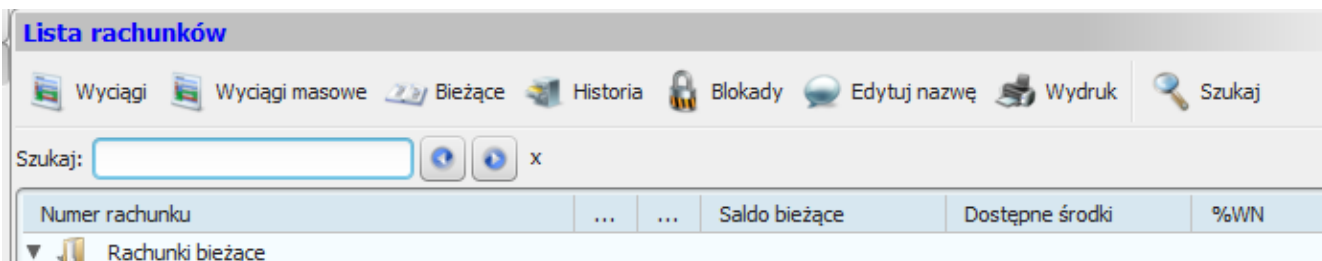 Lista rachunków
Wyciągi Wyciągi masowe Bieżące Historia Blokady Edytuj nazwę Wydruk Szukaj
Szukaj: x
Numer rachunku ... ... Saldo bieżące Dostępne środki %WN
Rachunki bieżące